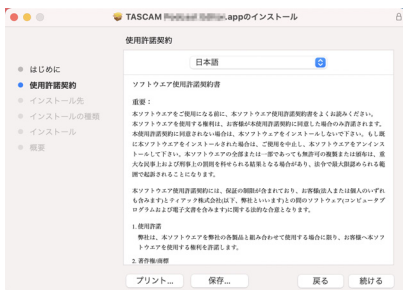 TASCAM .appのインストール
使用許諾契約
日本語
はじめに
使用許諾契約
インストール先
インストールの種類
インストール
概要
ソフトウエア使用許諾契約書
重要：
本ソフトウエアをご使用になる前に、本ソフトウエア使用許諾契約書をよくお読みください。
本ソフトウエアを使用する権利は、お客様が本使用許諾契約に同意した場合のみ許諾されます。
本使用許諾契約に同意されない場合は、本ソフトウェアをインストールしないで下さい。もし既
に本ソフトウエアをインストールされた場合は、ご使用を中止し、本ソフトウエアをアンインス
トールして下さい。本ソフトウエアの全部または一部であっても無許可の複製または頒布は、重
大な民事上および刑事上の罰則を科せられる結果となる場合があり、法令で最大限認められる範
囲で起訴されることになります。
本ソフトウエア使用許諾契約には、保証の制限が含まれており、お客様(法人または個人のいずれ
も含みます)とティアック株式会社(以下、弊社といいます)との間のソフトウェア(コンピュータプ
ログラムおよび電子文書を含みます)に関する法的な合意となります。
1.使用許諾
弊社は、本ソフトウエアを弊社の各製品と組み合わせて使用する場合に限り、お客様へ本ソフ
トウエアを使用する権利を許諾します。
2.著作権/商標
プリント...
保存...
戻る
続ける